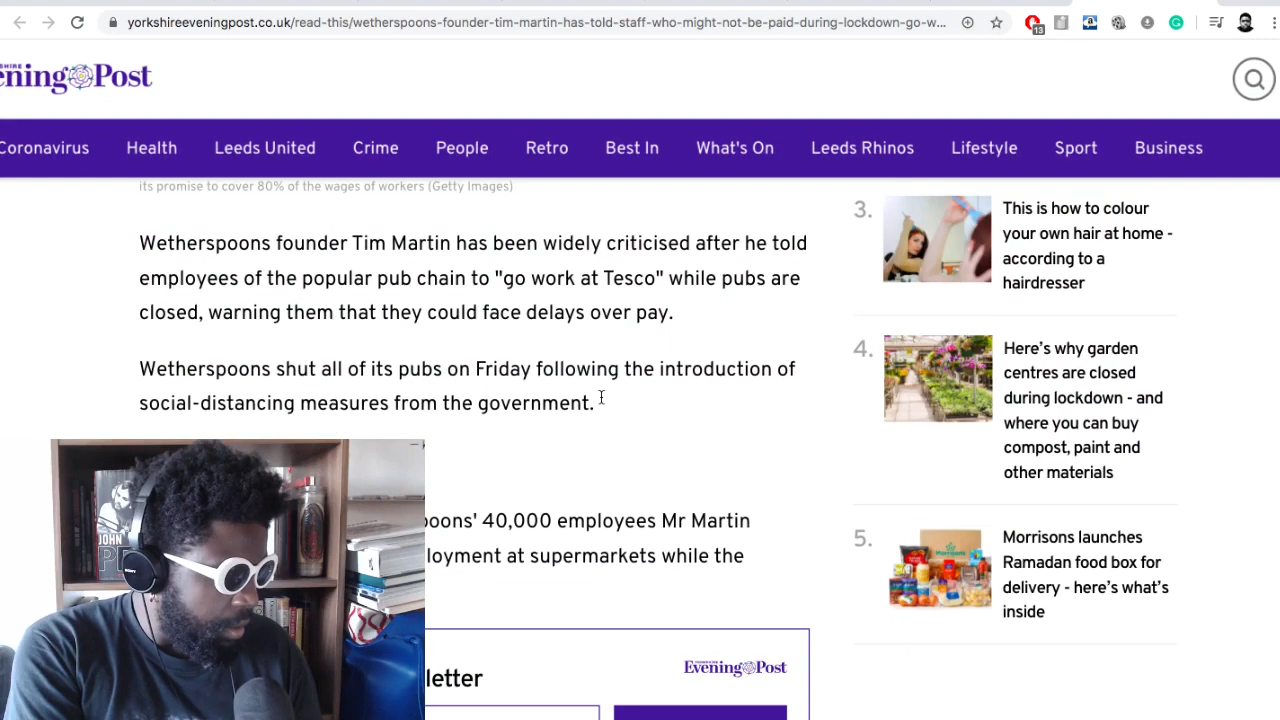 yorkshireeveningpost.co.uk/read-this/wetherspoons-founder-tim-martin-has-told-staff-who-might-not-be-paid-during-lockdown-go-w...
13
SHIRE
ening Post
Coronavirus Health Leeds United Crime People Retro Best In What's On Leeds Rhinos Lifestyle Sport Business
its promise to cover 80% of the wages of workers (Getty Images)
Wetherspoons founder Tim Martin has been widely criticised after he told
employees of the popular pub chain to "go work at Tesco" while pubs are
closed, warning them that they could face delays over pay.
Wetherspoons shut all of its pubs on Friday following the introduction of
social-distancing measures from the government.
poons' 40,000 employees Mr Martin
ployment at supermarkets while the
letter
Evening Post
3. This is how to colour
your own hair at home -
according to a
hairdresser
4. Here's why garden
centres are closed
during lockdown - and
where you can buy
compost, paint and
other materials
5. Morrisons launches
Ramadan food box for
delivery - here's what's
inside
JOHN
SONY